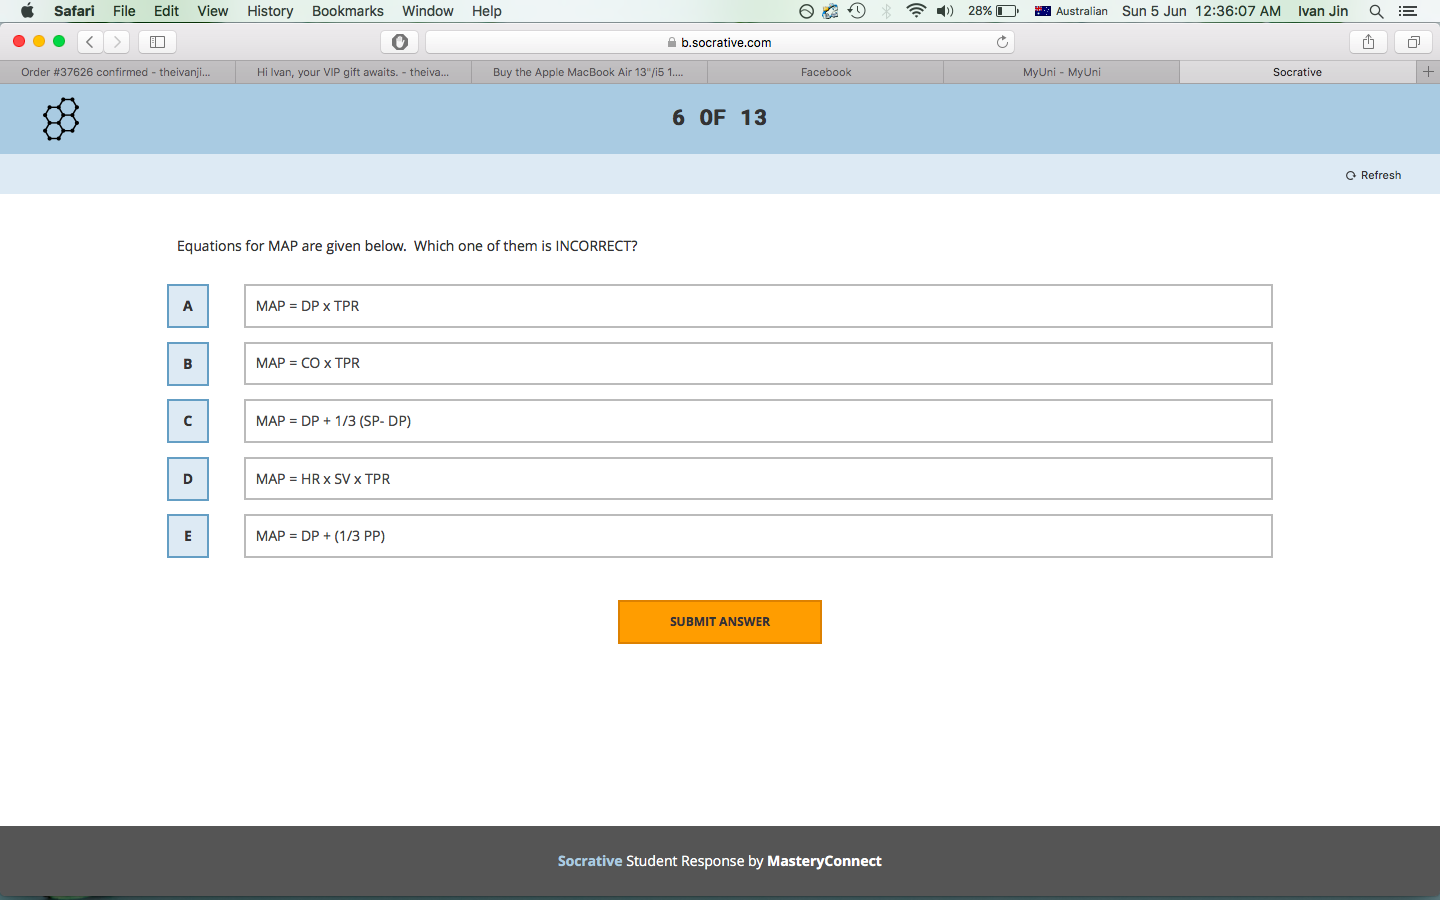 Safari File Edit View History Bookmarks Window Help 28% Australian Sun 5 Jun 12:36:07 AM Ivan Jin
b.socrative.com
Order #37626 confirmed - theivanji... Hi Ivan, your VIP gift awaits. - theiva... Buy the Apple MacBook Air 13"/i5 1.... Facebook MyUni - MyUni Socrative
6 OF 13
Refresh
Equations for MAP are given below. Which one of them is INCORRECT?
A MAP = DP x TPR
B MAP = CO x TPR
C MAP = DP + 1/3 (SP- DP)
D MAP = HR x SV x TPR
E MAP = DP + (1/3 PP)
SUBMIT ANSWER
Socrative Student Response by MasteryConnect